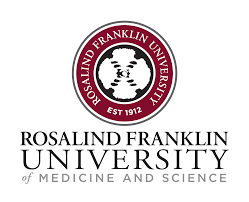 ROSALIND FRANKLIN UNIVERSITY
EST 1912
ROSALIND FRANKLIN
UNIVERSITY
of MEDICINE AND SCIENCE